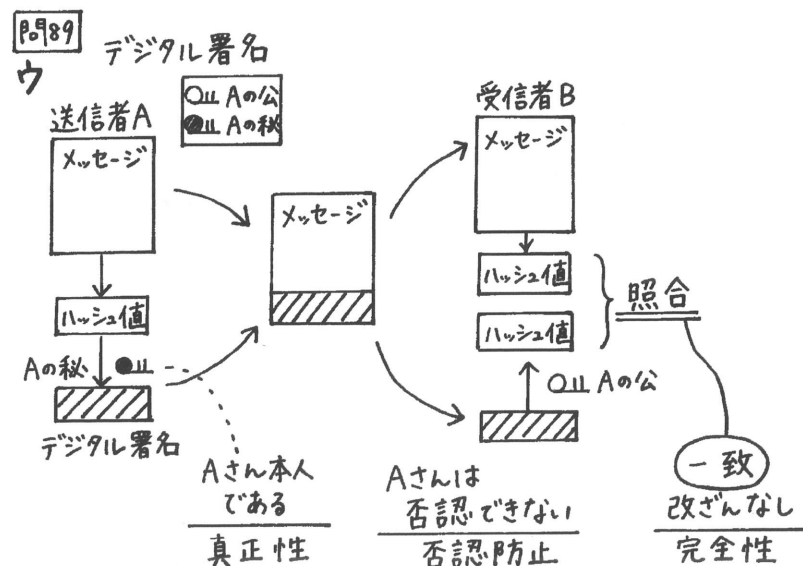 問89
ウ
デジタル署名
Aの公
Aの秘
送信者A
メッセージ
ハッシュ値
Aの秘
デジタル署名
メッセージ
受信者B
メッセージ
ハッシュ値
ハッシュ値
Aの公
照合
一致
Aさん本人
である
真正性
Aさんは
否認できない
否認防止
改ざんなし
完全性